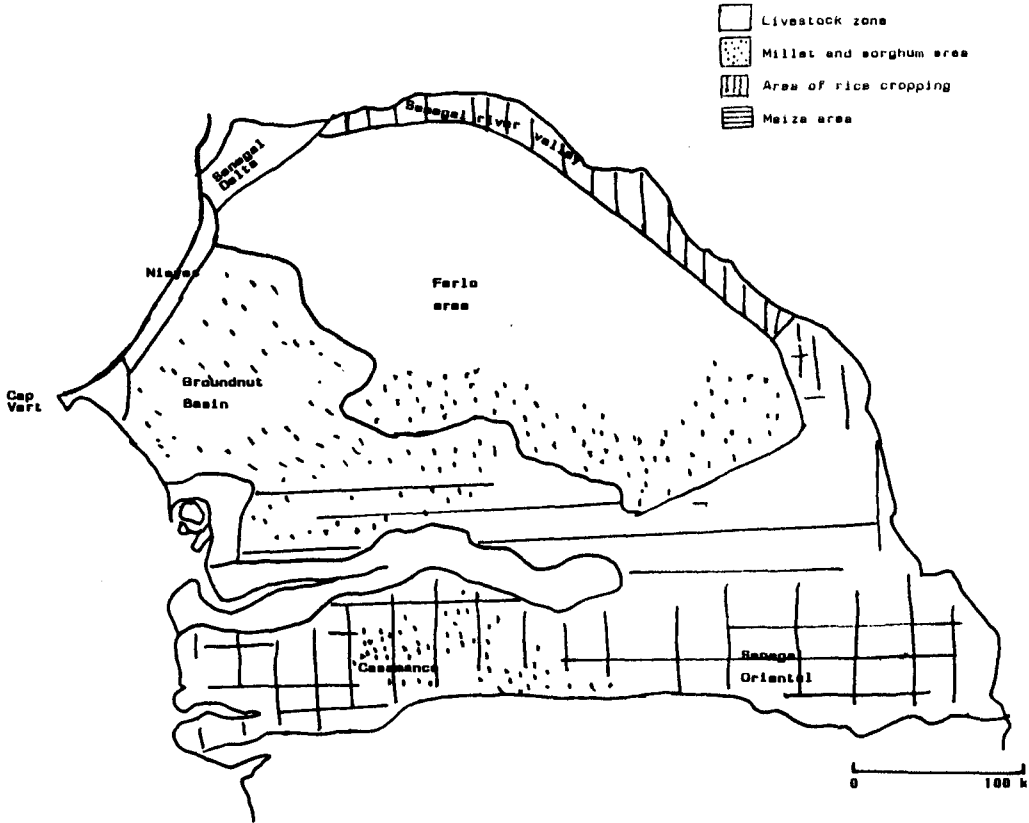 Livestock zone
Millet and sorghum area
Area of rice cropping
Maize area
Senegal river valley
Senegal
Delta
Niayes
Ferlo
area
Groundnut
Basin
Cap
Vert
Casamance
Senegal
Oriental
0 100 k